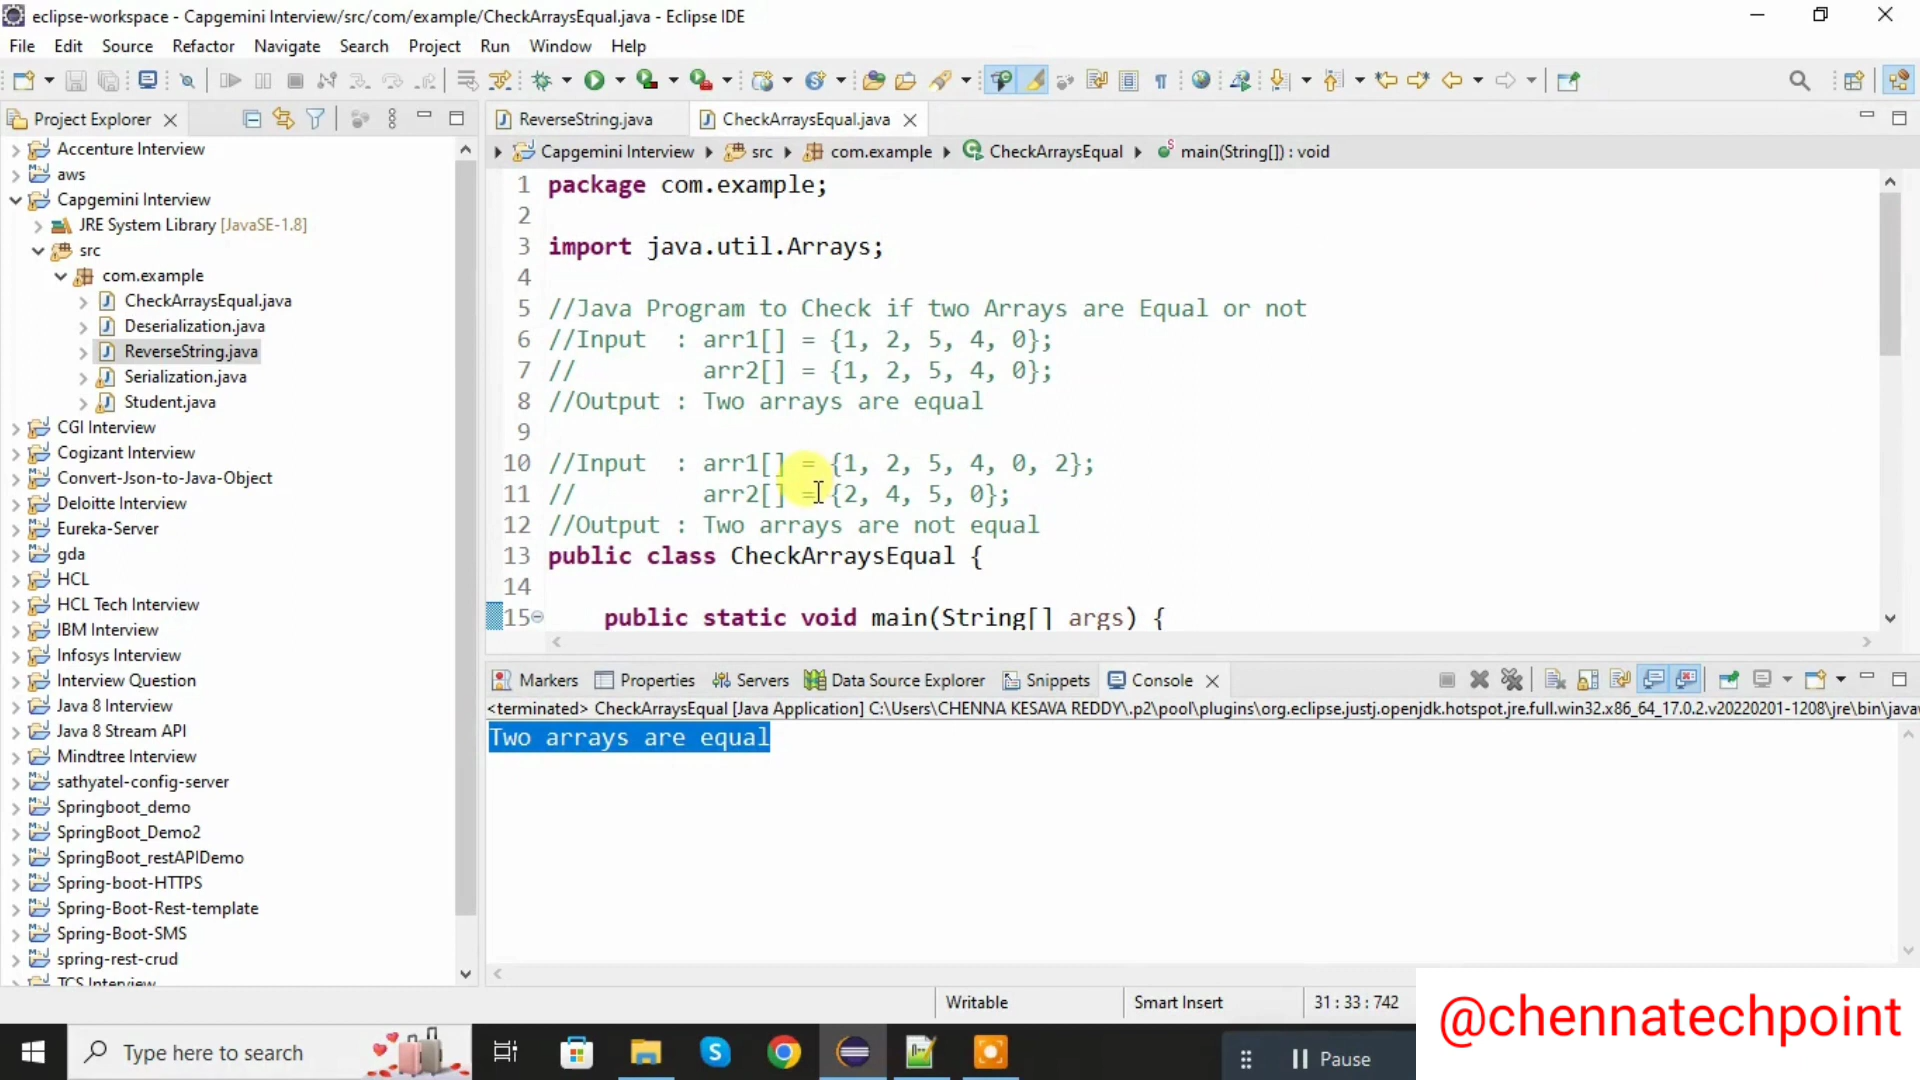 eclipse-workspace - Capgemini Interview/src/com/example/CheckArraysEqual.java - Eclipse IDE
File Edit Source Refactor Navigate Search Project Run Window Help
Project Explorer
Accenture Interview
aws
Capgemini Interview
JRE System Library [JavaSE-1.8]
src
com.example
CheckArraysEqual.java
Deserialization.java
ReverseString.java
Serialization.java
Student.java
CGI Interview
Cogizant Interview
Convert-Json-to-Java-Object
Deloitte Interview
Eureka-Server
gda
HCL
HCL Tech Interview
IBM Interview
Infosys Interview
Interview Question
Java 8 Interview
Java 8 Stream API
Mindtree Interview
sathyatel-config-server
Springboot_demo
SpringBoot_Demo2
SpringBoot_restAPIDemo
Spring-boot-HTTPS
Spring-Boot-Rest-template
Spring-Boot-SMS
spring-rest-crud
TCS Interview
ReverseString.java CheckArraysEqual.java
Capgemini Interview src com.example CheckArraysEqual main(String[]) : void
1 package com.example;
2
3 import java.util.Arrays;
4
5 //Java Program to Check if two Arrays are Equal or not
6 //Input  : arr1[] = {1, 2, 5, 4, 0};
7 //         arr2[] = {1, 2, 5, 4, 0};
8 //Output : Two arrays are equal
9
10 //Input  : arr1[] = {1, 2, 5, 4, 0, 2};
11 //         arr2[] = {2, 4, 5, 0};
12 //Output : Two arrays are not equal
13 public class CheckArraysEqual {
14
15     public static void main(String[] args) {
Markers Properties Servers Data Source Explorer Snippets Console
<terminated> CheckArraysEqual [Java Application] C:\Users\CHENNA KESAVA REDDY\.p2\pool\plugins\org.eclipse.justj.openjdk.hotspot.jre.full.win32.x86_64_17.0.2.v20220201-1208\jre\bin\javaw
Two arrays are equal
Writable Smart Insert 31 : 33 : 742
@chennatechpoint
Type here to search
Pause